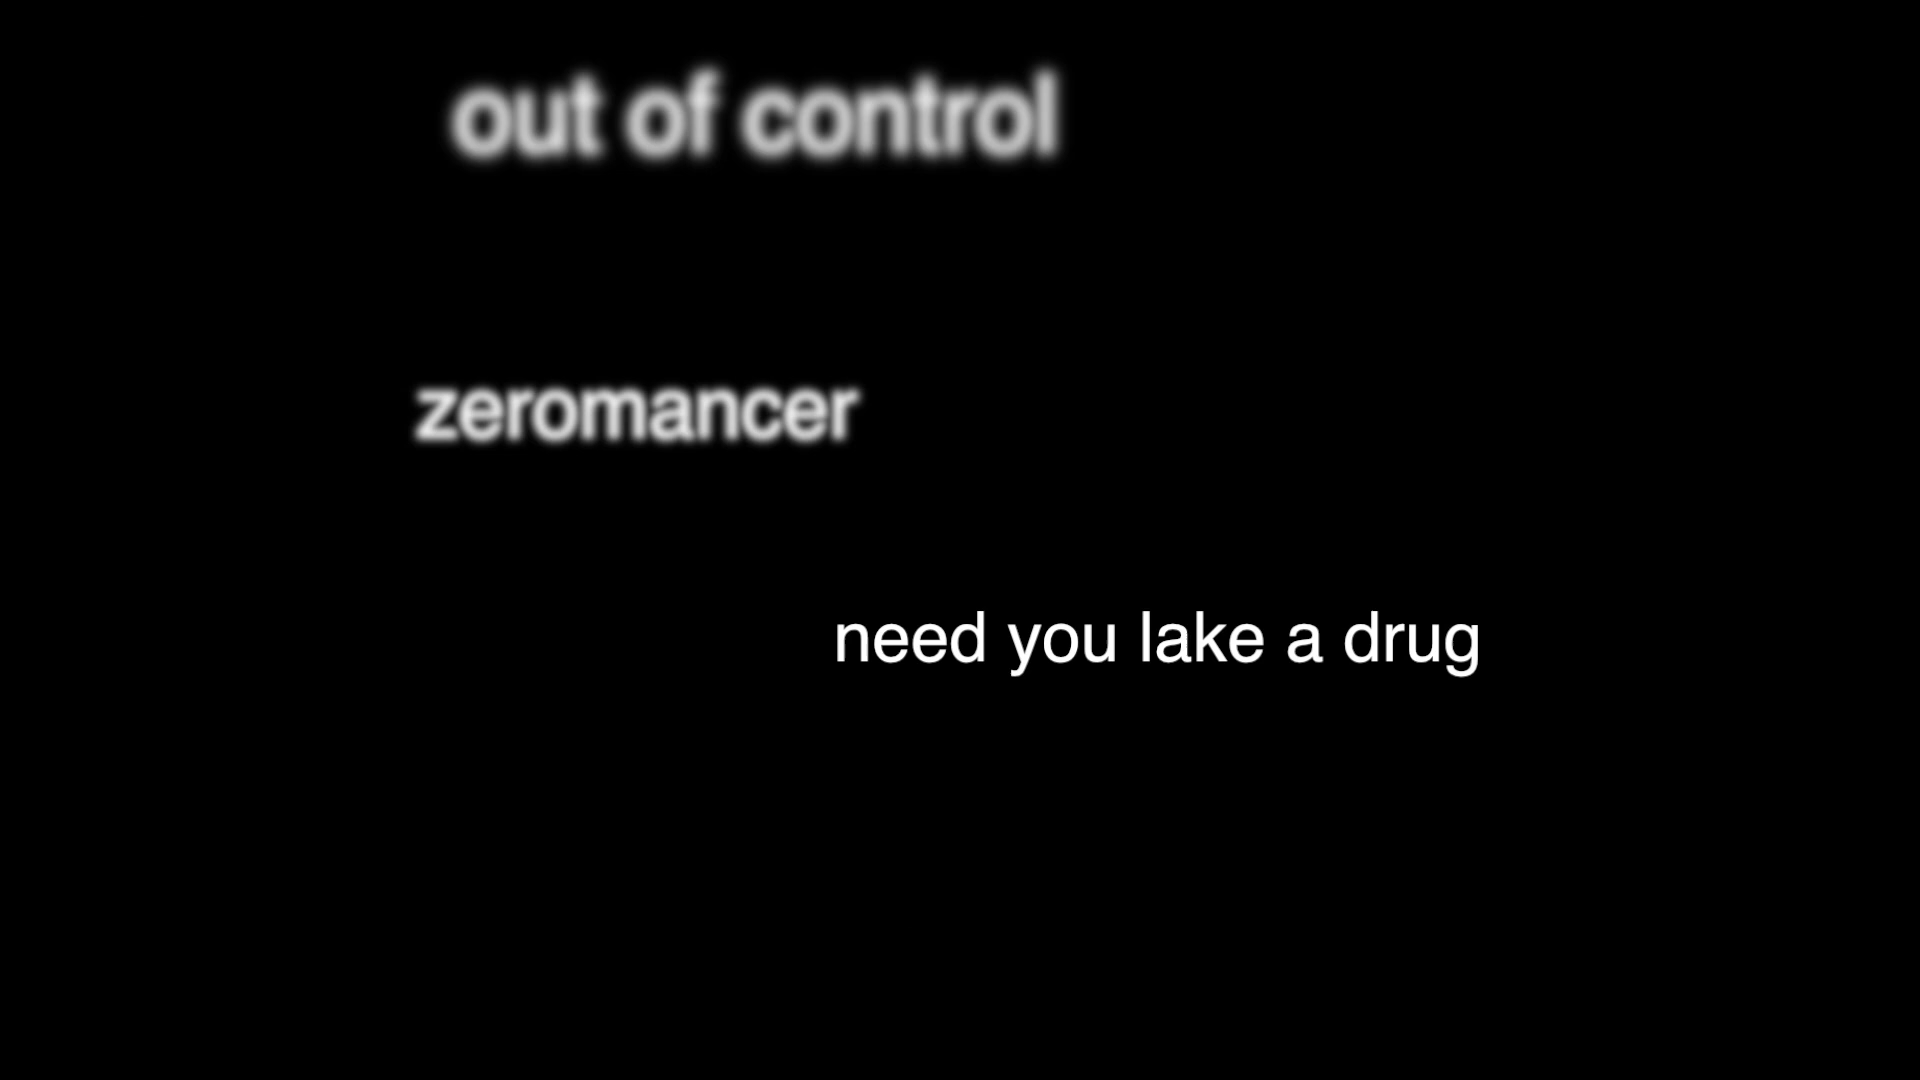 out of control
zeromancer
need you lake a drug